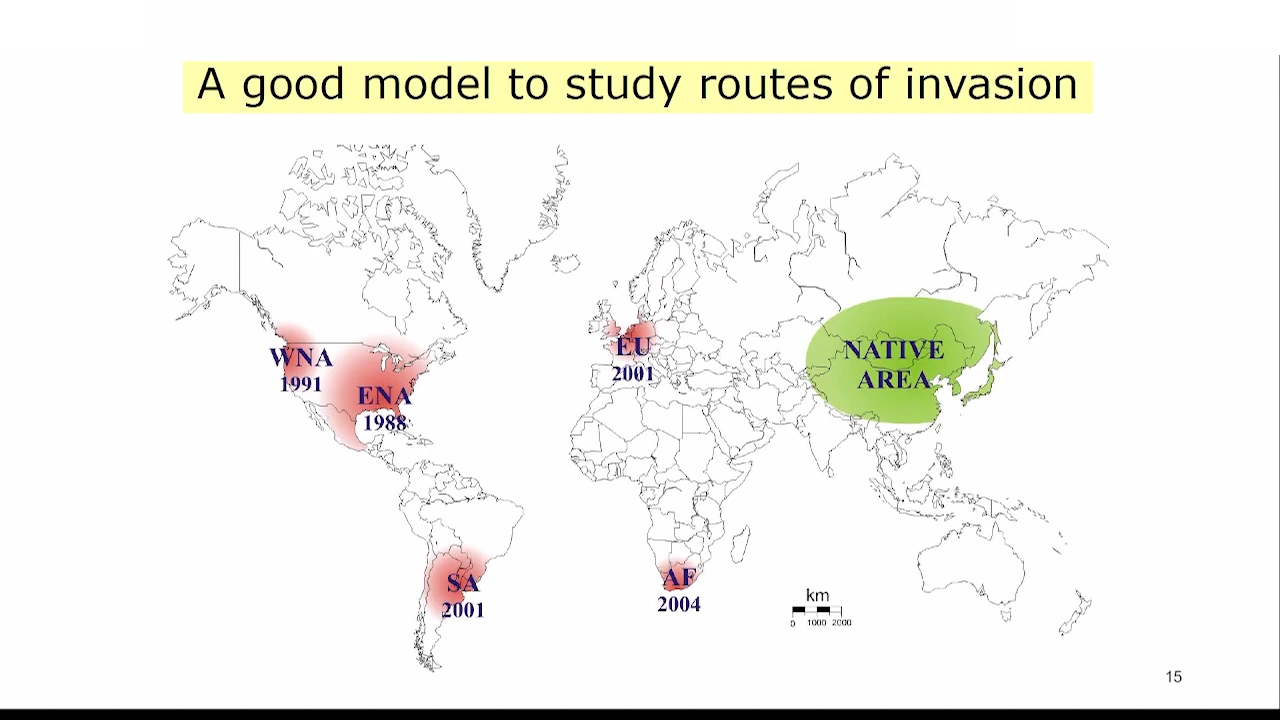 A good model to study routes of invasion
WNA
1991
ENA
1988
EU
2001
NATIVE
AREA
SA
2001
AF
2004
km
0 1000 2000
15